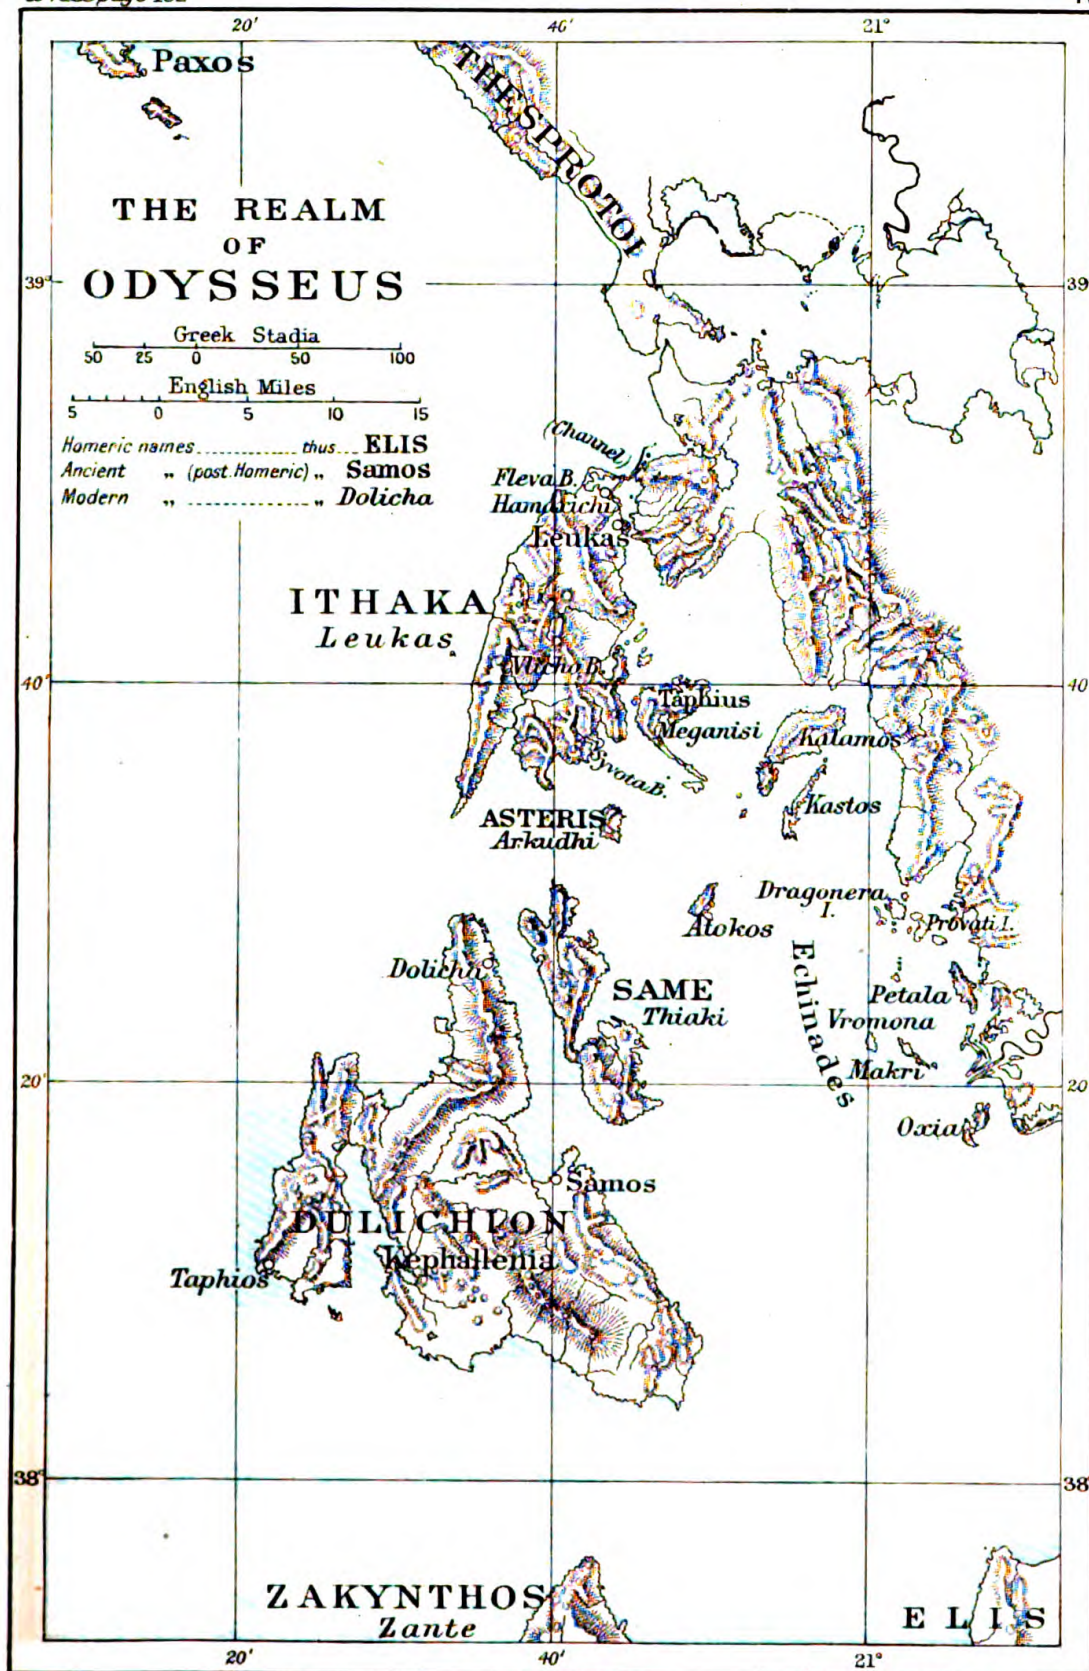 20' 40' 21°
Paxos
THESPROTOI
THE REALM
OF
ODYSSEUS
39° 39
Greek Stadia
50 25 0 50 100
English Miles
5 0 5 10 15
Homeric names ............ thus .... ELIS
Ancient „ (post.Homeric) „ Samos
Modern „ ............ „ Dolicha
(Channel)
Fleva B.
Hamaxichi
Leukas
ITHAKA
Leukas
Vlicho B.
40' 40
Taphius
Meganisi
Kalamos
Syvota B.
Kastos
ASTERIS
Arkudhi
Dragonera
I.
Atokos
Provati I.
Echinades
Dolicha
SAME
Thiaki
Petala
Vromona
Makri
20' 20
Oxia
Samos
DULICHION
Kephallenia
Taphios
38° 38
ZAKYNTHOS
Zante
ELIS
20' 40' 21°